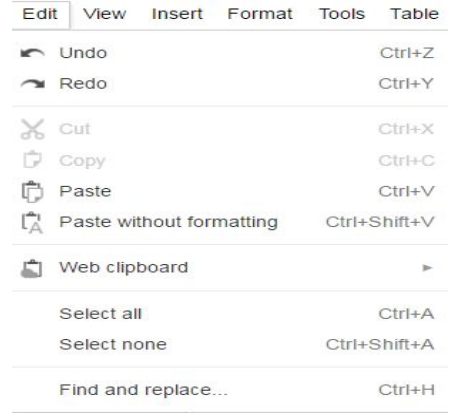 Edit View Insert Format Tools Table
Undo Ctrl+Z
Redo Ctrl+Y
Cut Ctrl+X
Copy Ctrl+C
Paste Ctrl+V
Paste without formatting Ctrl+Shift+V
Web clipboard
Select all Ctrl+A
Select none Ctrl+Shift+A
Find and replace... Ctrl+H